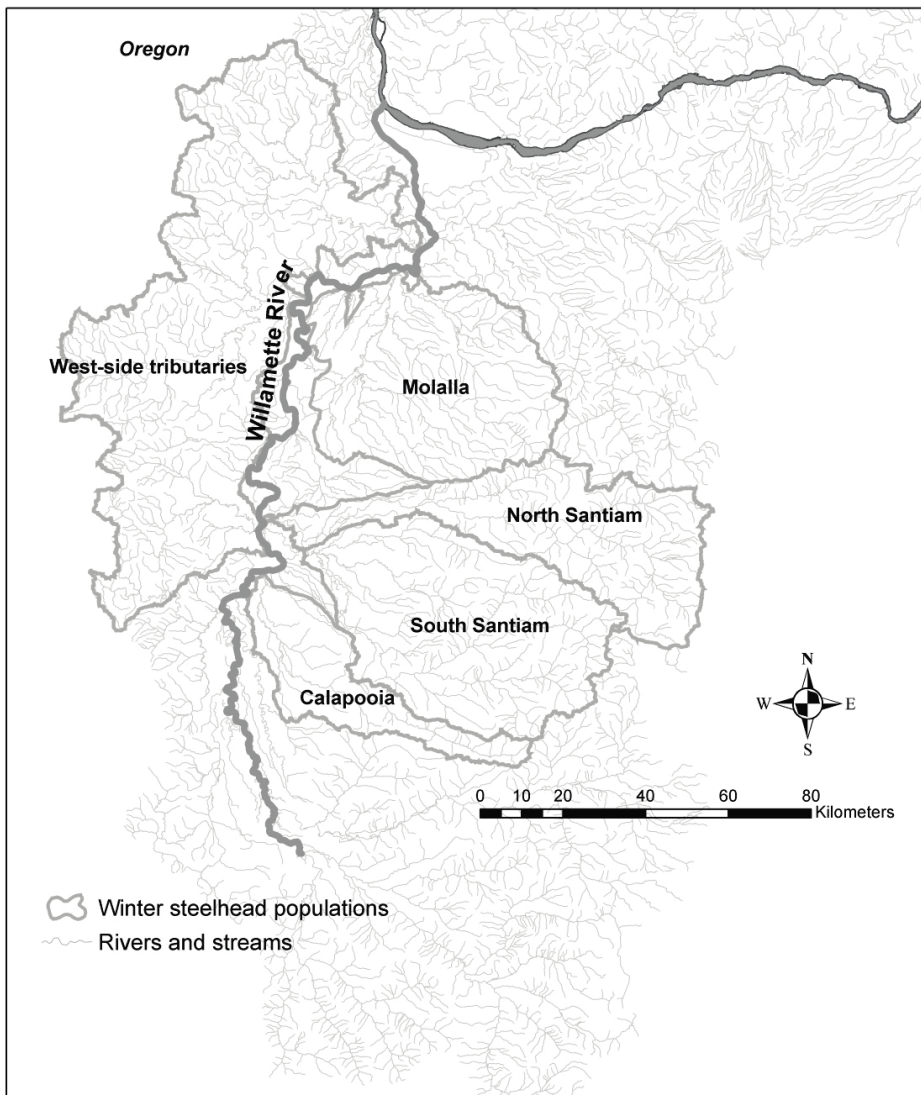 Oregon
Willamette River
West-side tributaries
Molalla
North Santiam
South Santiam
Calapooia
N
W E
S
0 10 20 40 60 80
Kilometers
Winter steelhead populations
Rivers and streams